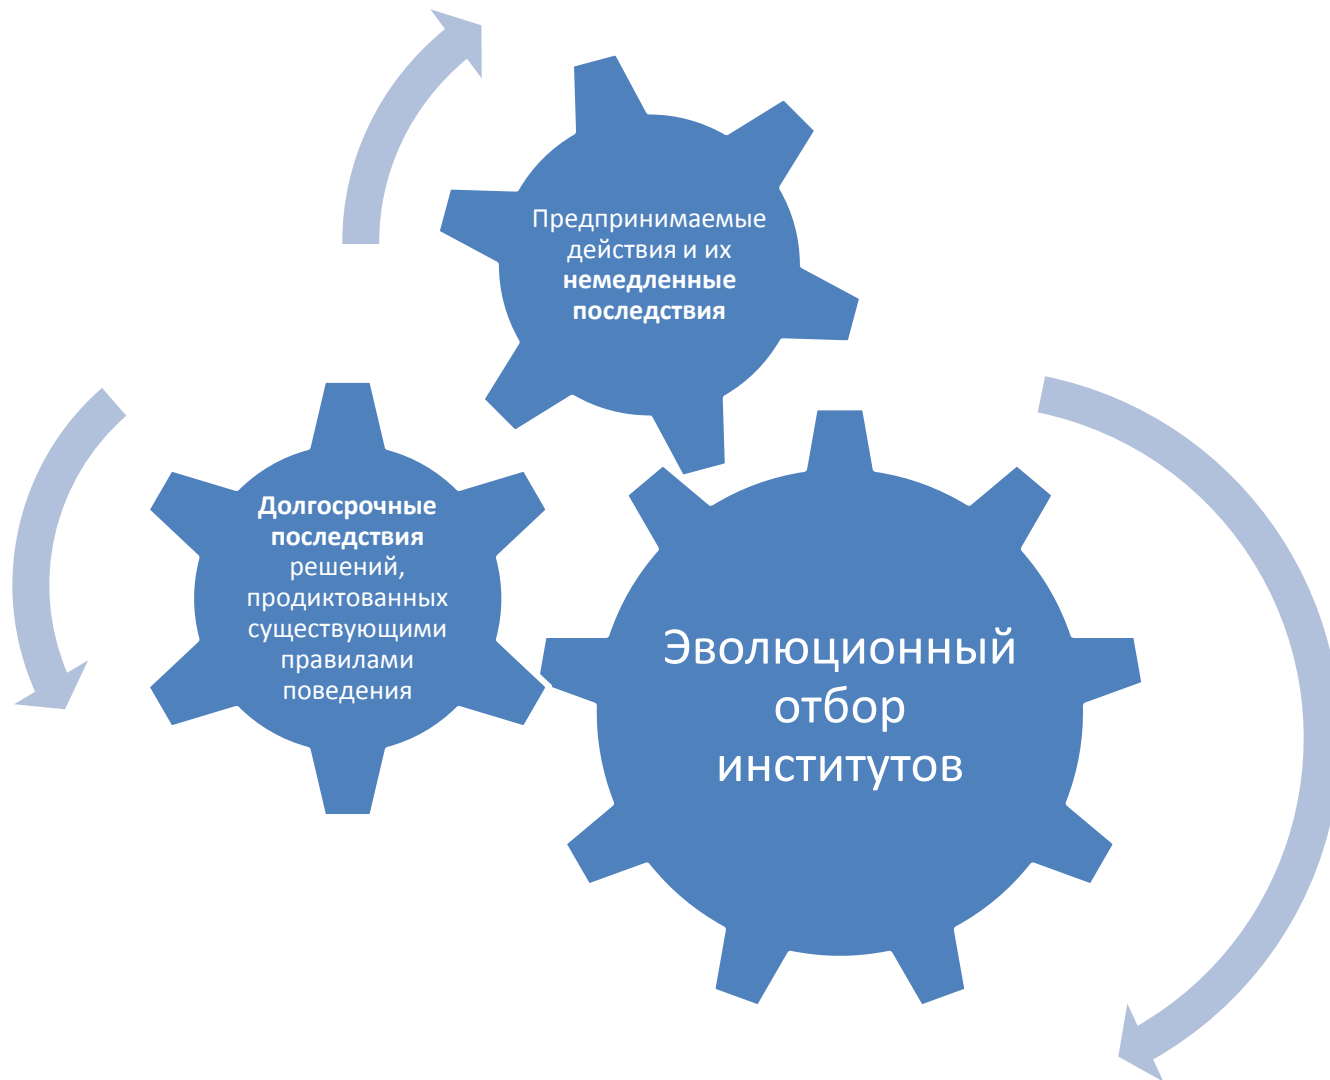 Предпринимаемые
действия и их
немедленные
последствия
Долгосрочные
последствия
решений,
продиктованных
существующими
правилами
поведения
Эволюционный
отбор
институтов